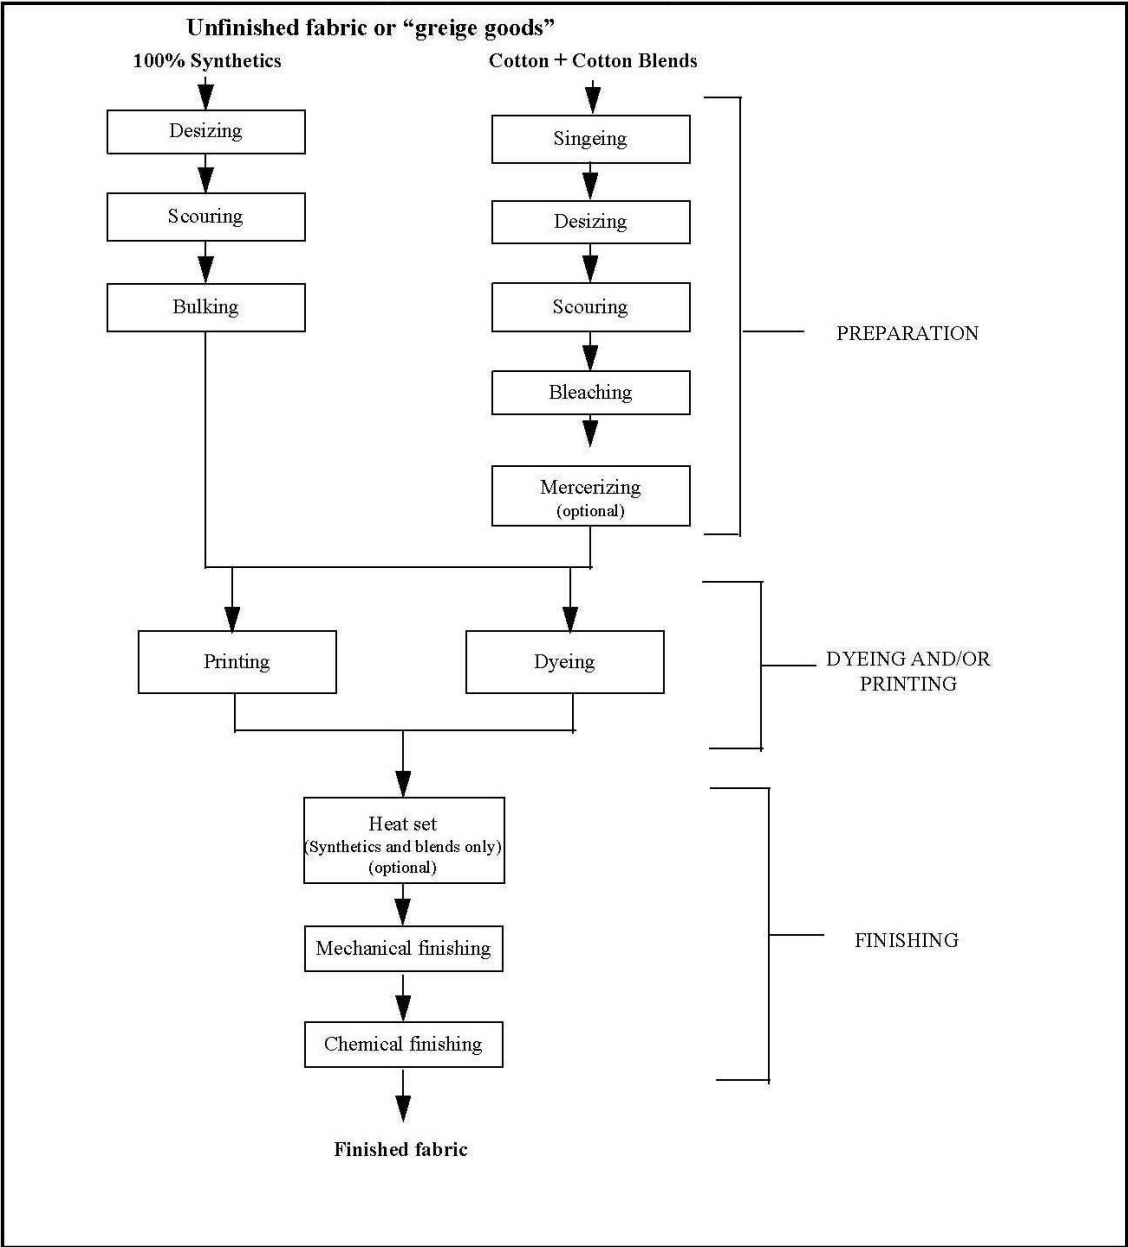 Unfinished fabric or “greige goods”
100% Synthetics
Cotton + Cotton Blends
Desizing
Scouring
Bulking
Singeing
Desizing
Scouring
Bleaching
Mercerizing
(optional)
PREPARATION
Printing
Dyeing
DYEING AND/OR
PRINTING
Heat set
(Synthetics and blends only)
(optional)
Mechanical finishing
Chemical finishing
FINISHING
Finished fabric